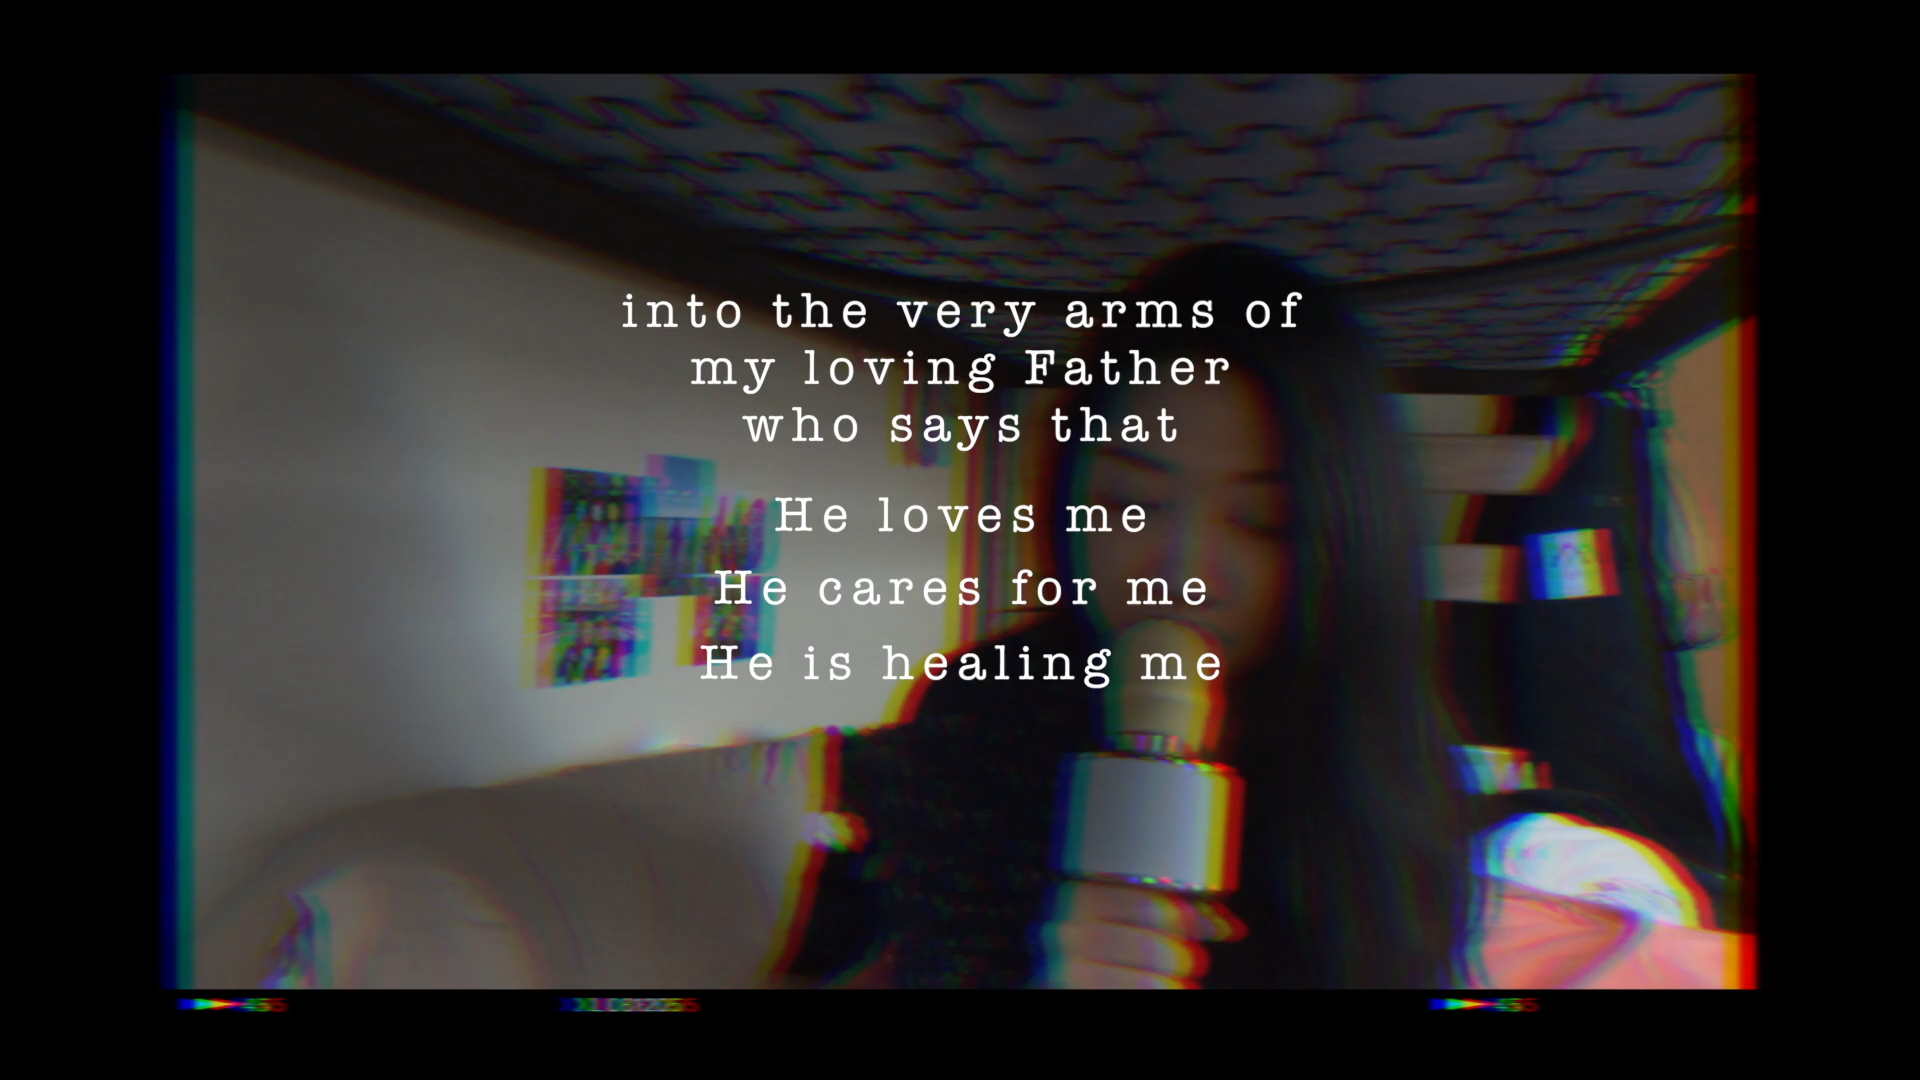 into the very arms of
my loving Father
who says that
He loves me
He cares for me
He is healing me